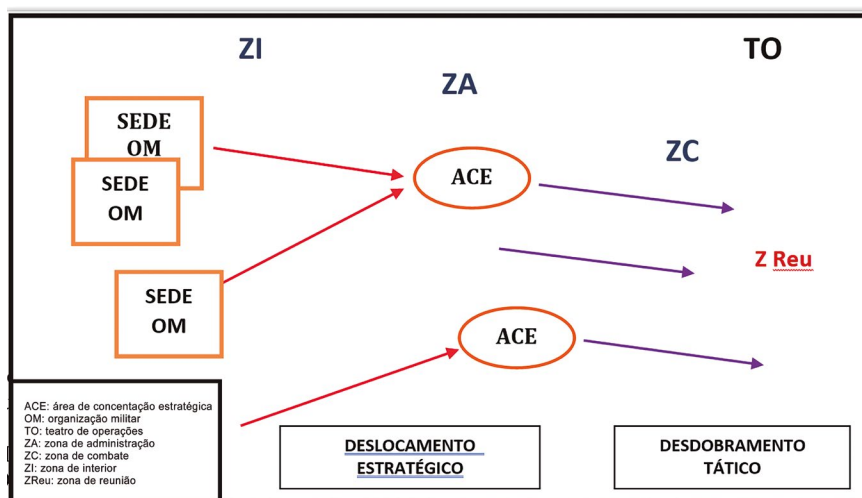 ZI
TO
ZA
SEDE
OM
ZC
ACE
SEDE
OM
Z Reu
SEDE
OM
ACE
ACE: área de concentação estratégica
OM: organização militar
TO: teatro de operações
ZA: zona de administração
ZC: zona de combate
ZI: zona de interior
ZReu: zona de reunião
DESLOCAMENTO
ESTRATÉGICO
DESDOBRAMENTO
TÁTICO